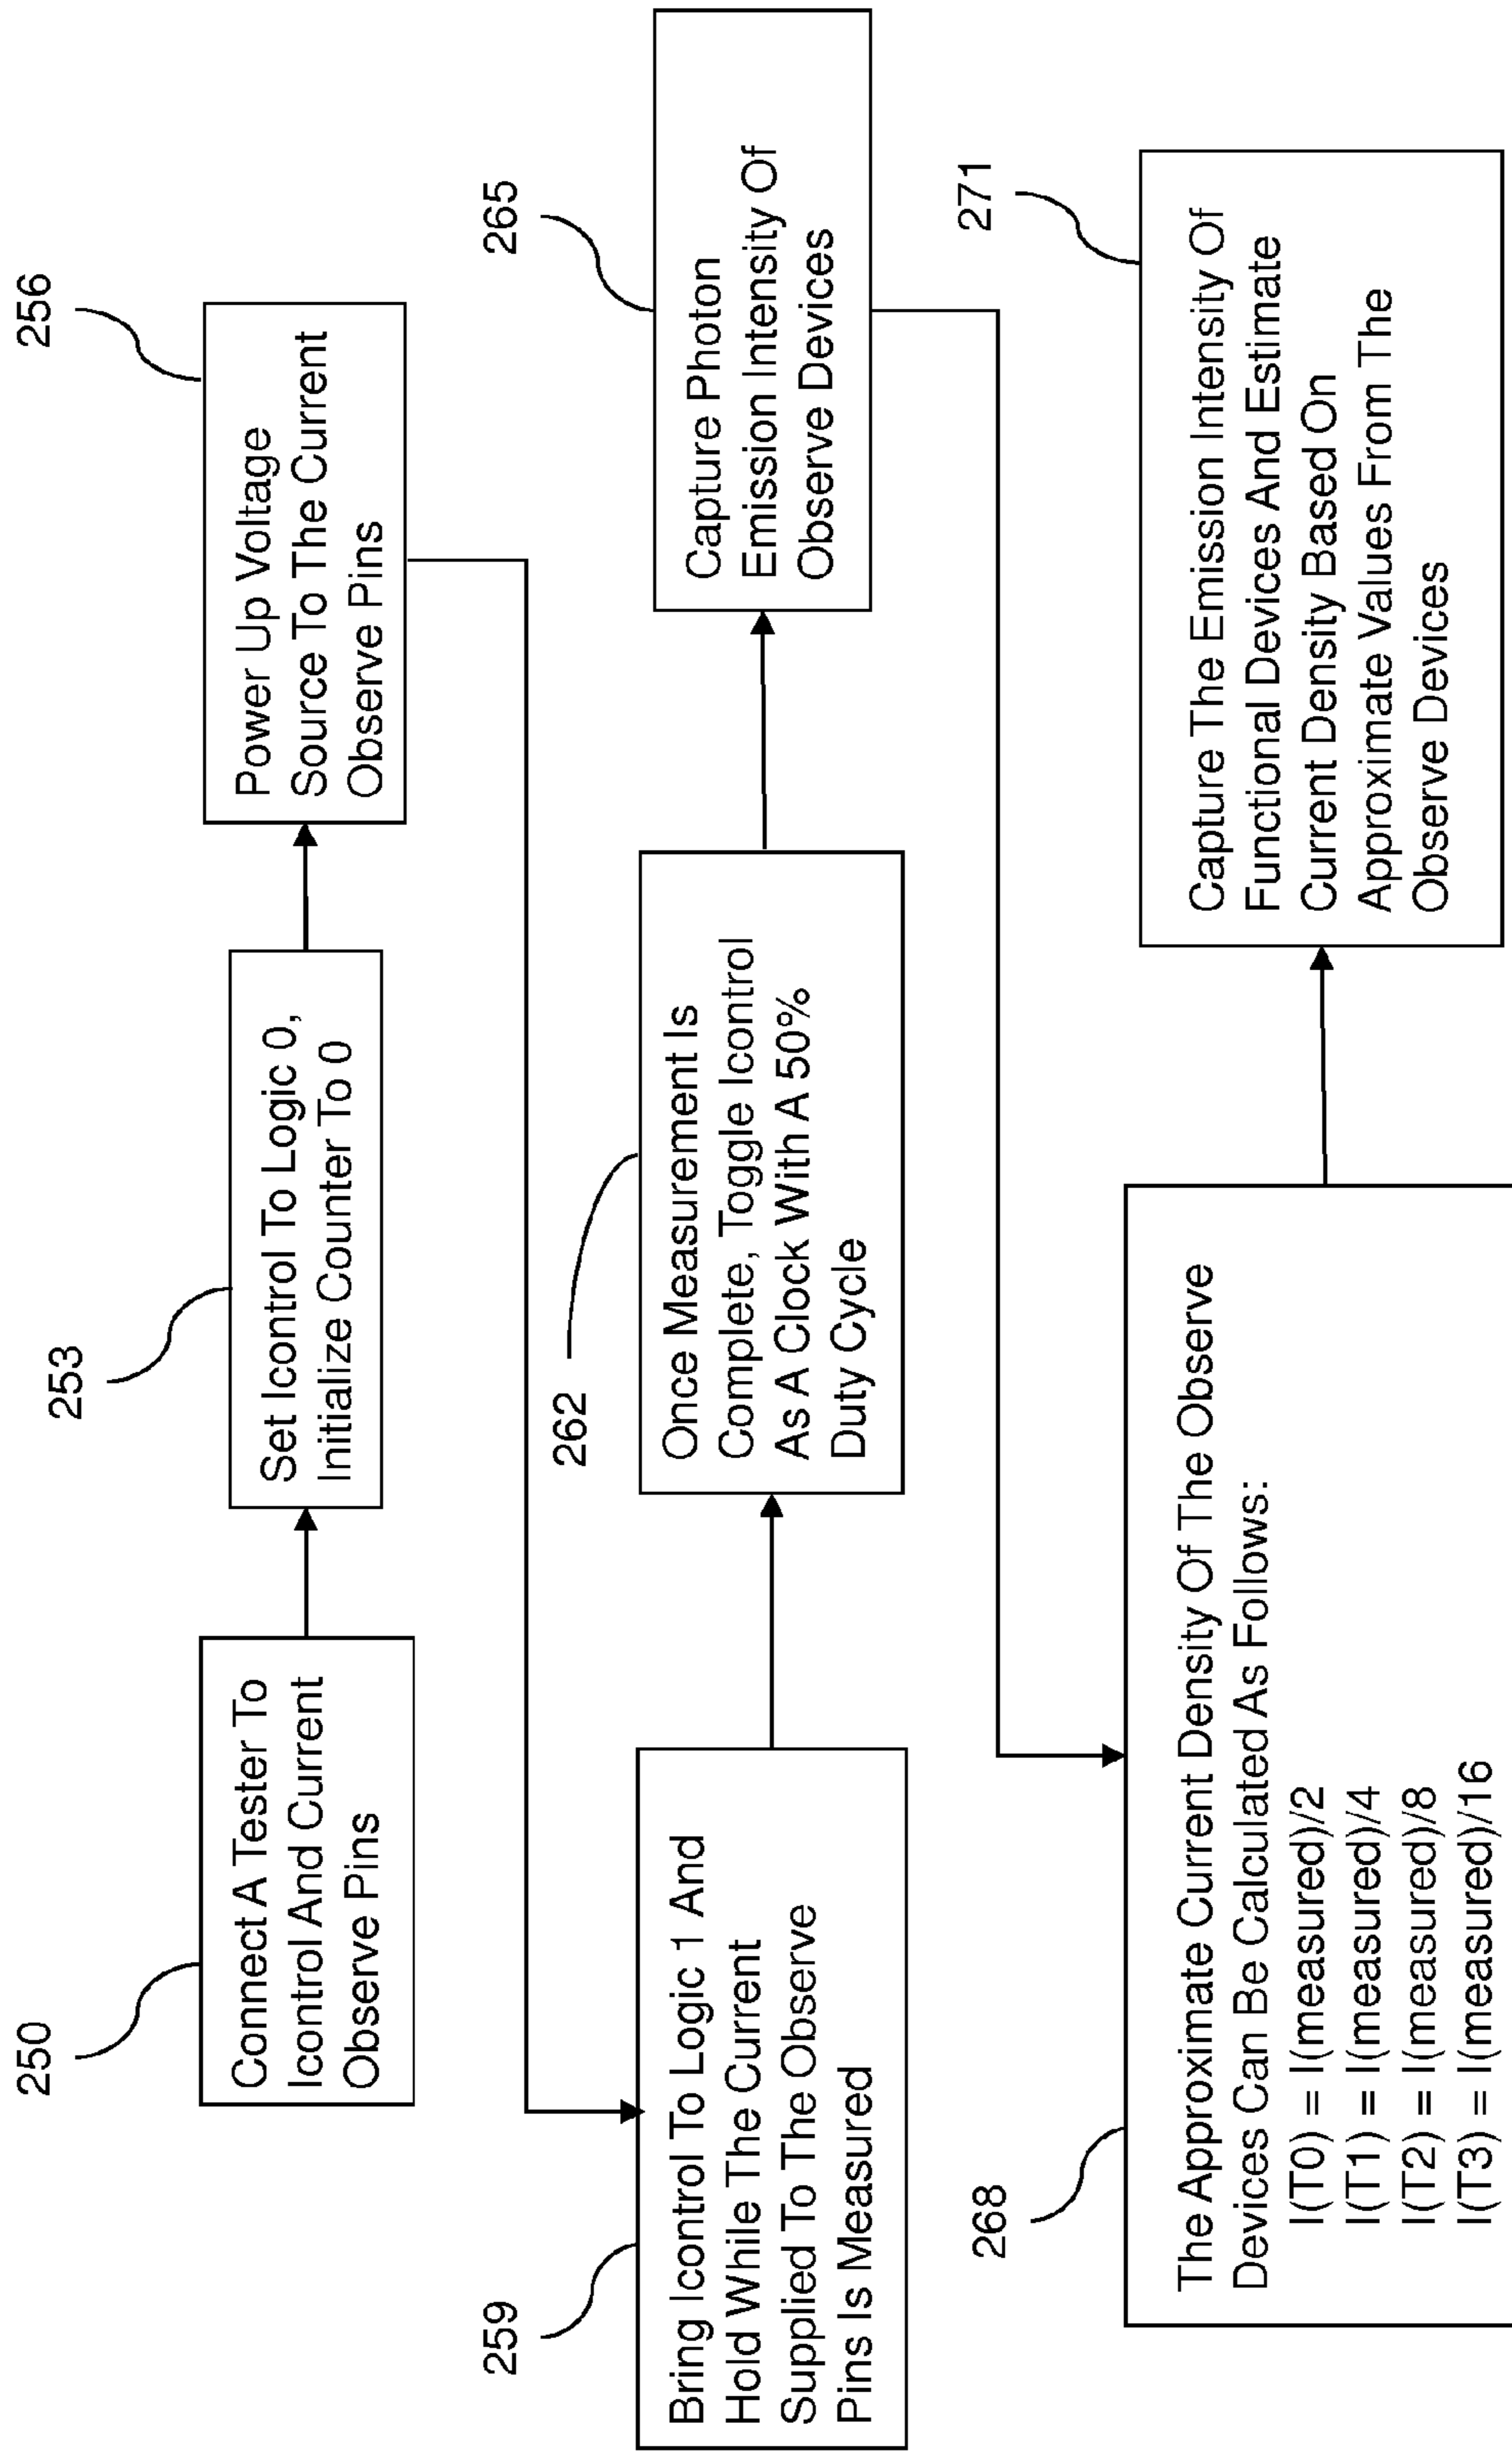 250
Connect A Tester To
Icontrol And Current
Observe Pins
253
Set Icontrol To Logic 0,
Initialize Counter To 0
256
Power Up Voltage
Source To The Current
Observe Pins
259
Bring Icontrol To Logic 1 And
Hold While The Current
Supplied To The Observe
Pins Is Measured
262
Once Measurement Is
Complete, Toggle Icontrol
As A Clock With A 50%
Duty Cycle
265
Capture Photon
Emission Intensity Of
Observe Devices
268
The Approximate Current Density Of The Observe
Devices Can Be Calculated As Follows:
I(T0) = I(measured)/2
I(T1) = I(measured)/4
I(T2) = I(measured)/8
I(T3) = I(measured)/16
271
Capture The Emission Intensity Of
Functional Devices And Estimate
Current Density Based On
Approximate Values From The
Observe Devices